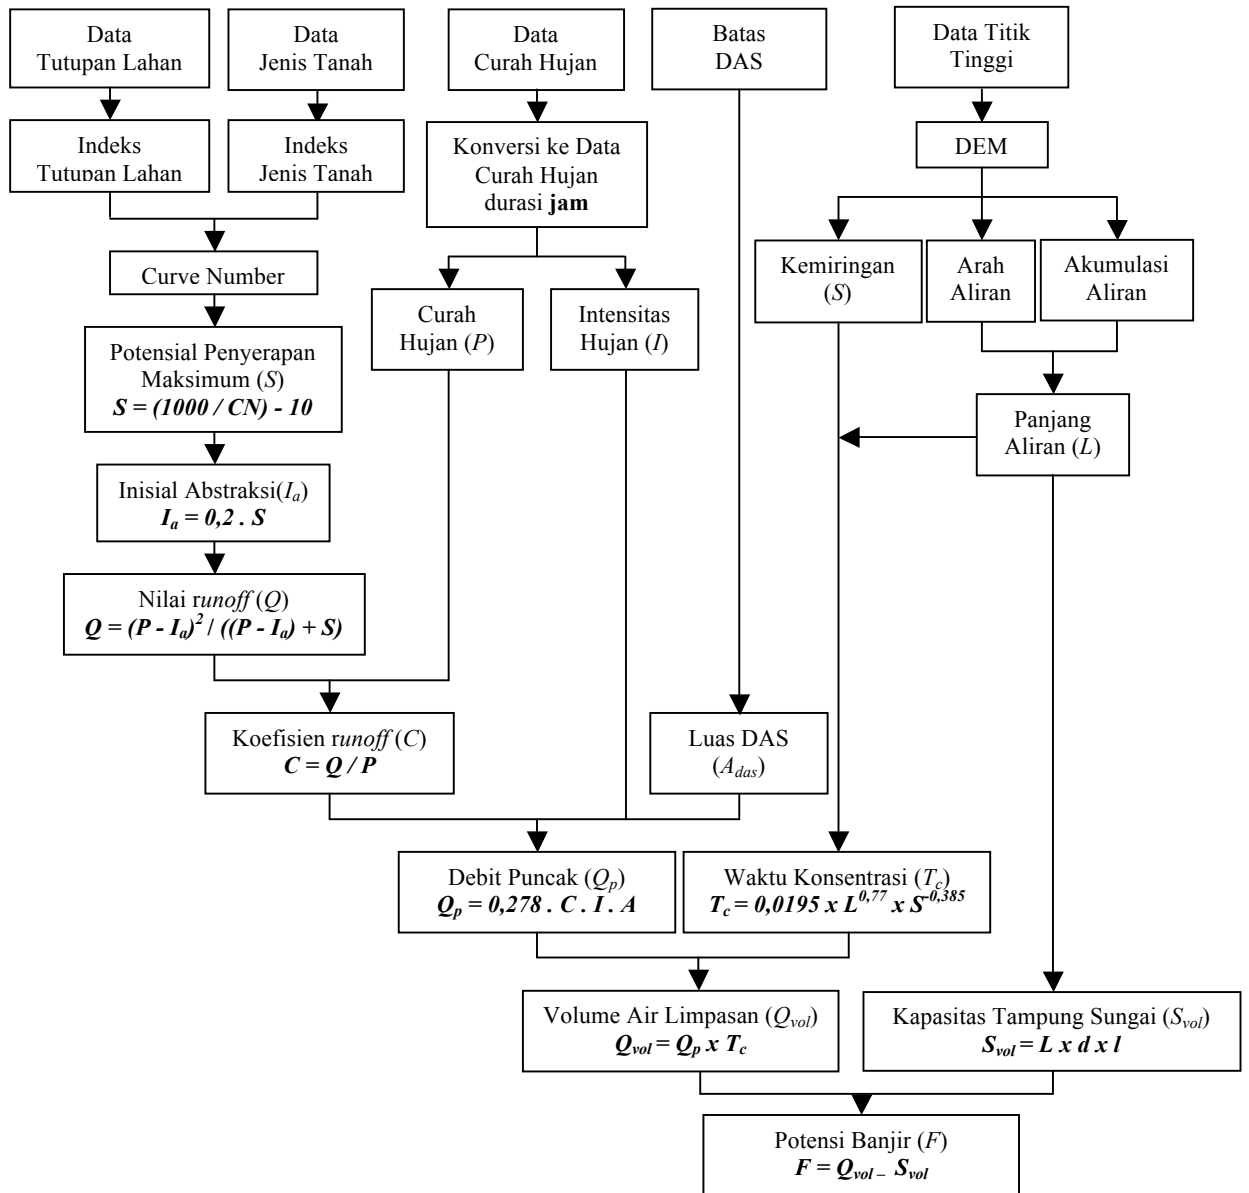 Data
Tutupan Lahan
Data
Jenis Tanah
Data
Curah Hujan
Batas
DAS
Data Titik
Tinggi
Indeks
Tutupan Lahan
Indeks
Jenis Tanah
Konversi ke Data
Curah Hujan
durasi jam
DEM
Curve Number
Curah
Hujan (P)
Intensitas
Hujan (I)
Kemiringan
(S)
Arah
Aliran
Akumulasi
Aliran
Potensial Penyerapan
Maksimum (S)
S = (1000 / CN) - 10
Panjang
Aliran (L)
Inisial Abstraksi(Ia)
Ia = 0,2 . S
Nilai runoff (Q)
Q = (P - Ia)² / ((P - Ia) + S)
Koefisien runoff (C)
C = Q / P
Luas DAS
(Adas)
Debit Puncak (Qp)
Qp = 0,278 . C . I . A
Waktu Konsentrasi (Tc)
Tc = 0,0195 x L^0,77 x S^-0,385
Volume Air Limpasan (Qvol)
Qvol = Qp x Tc
Kapasitas Tampung Sungai (Svol)
Svol = L x d x l
Potensi Banjir (F)
F = Qvol – Svol